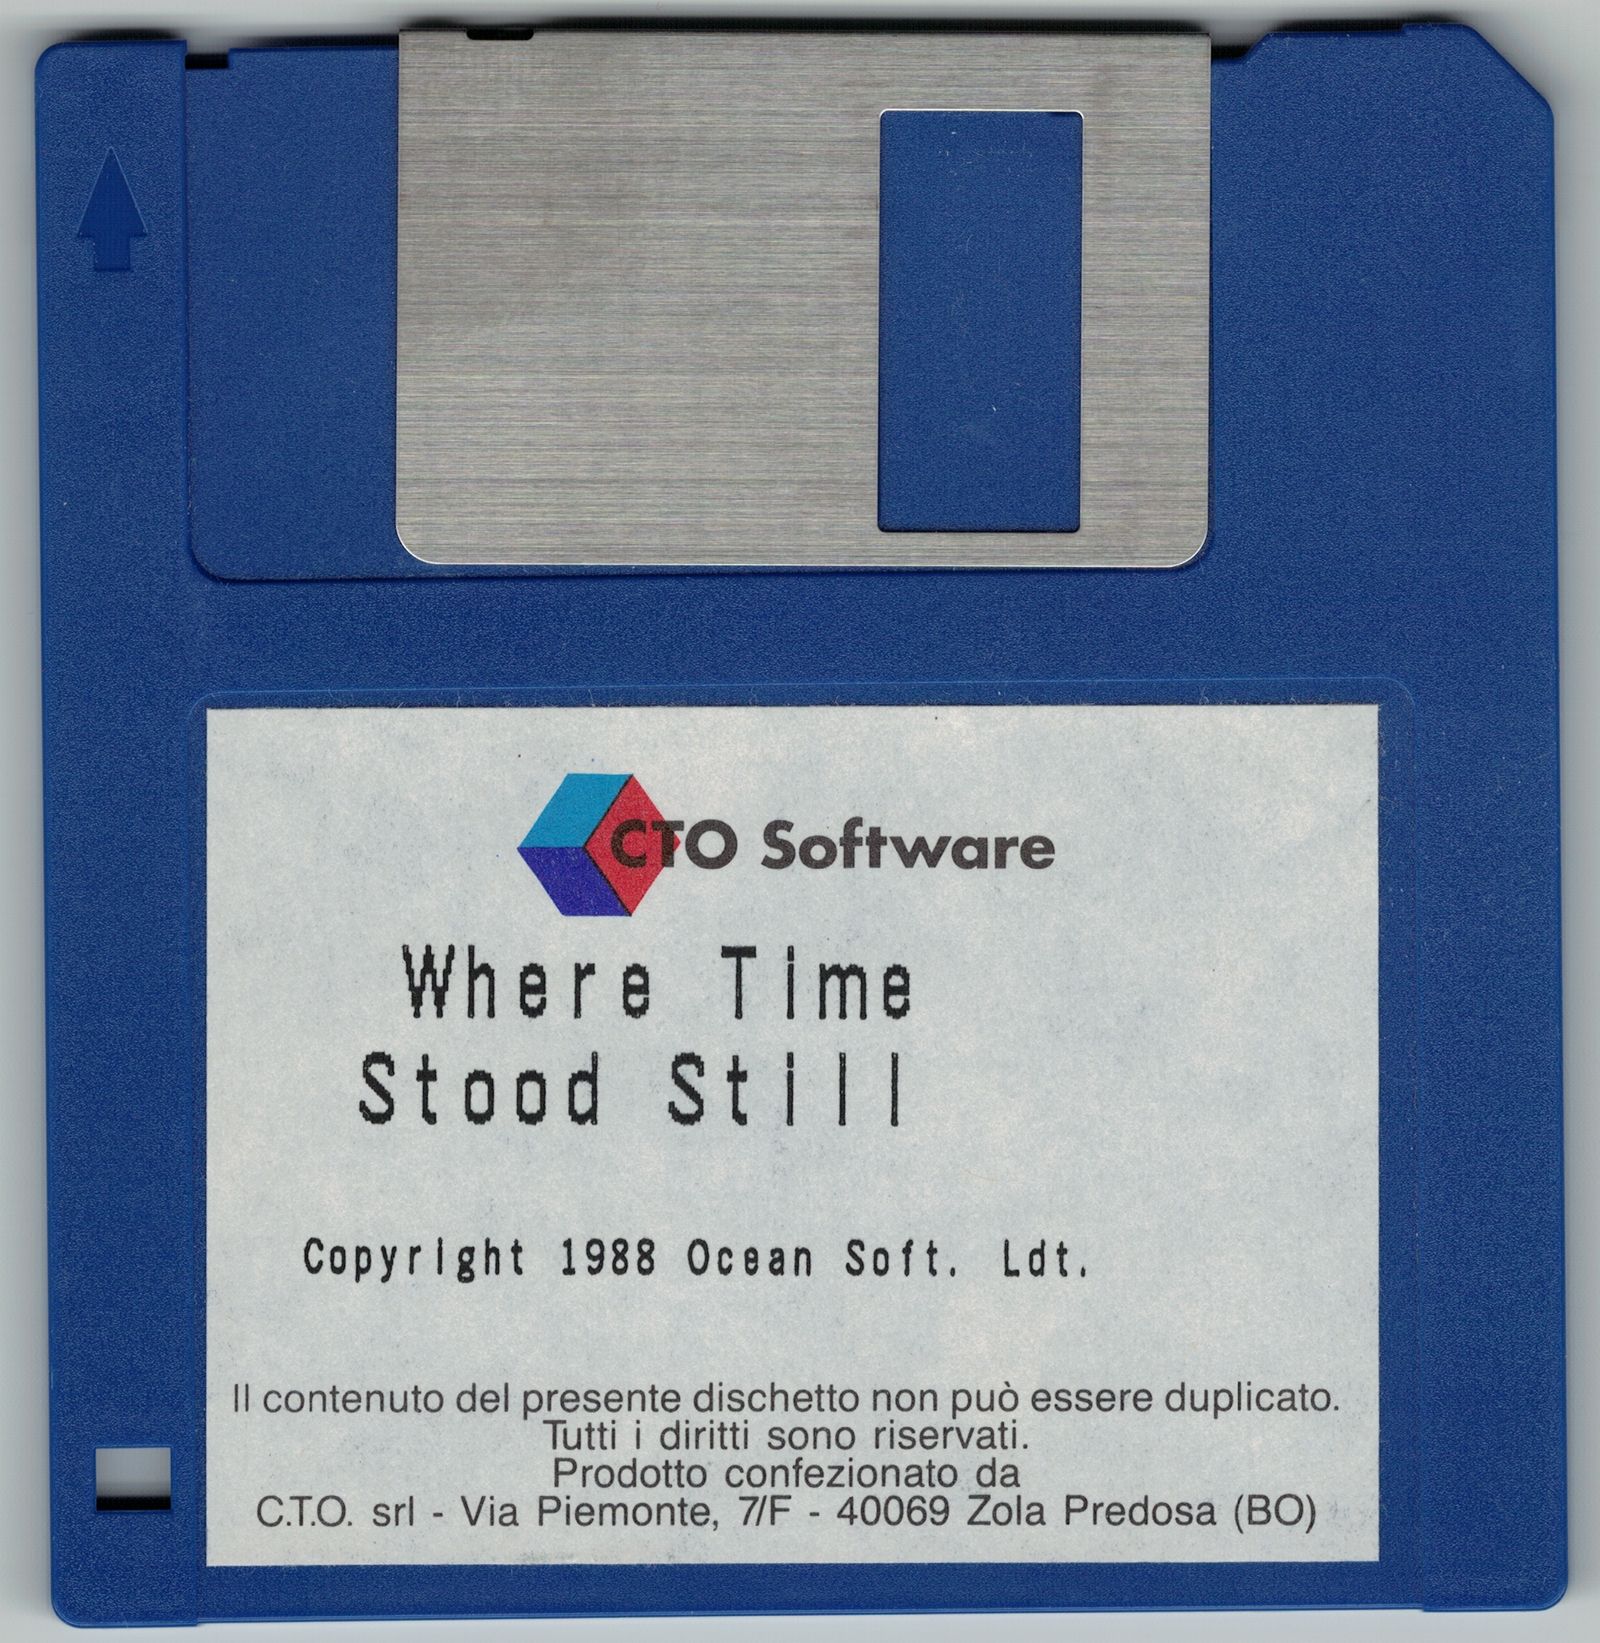 CTO Software
Where Time
Stood Still
Copyright 1988 Ocean Soft. Ldt.
Il contenuto del presente dischetto non può essere duplicato.
Tutti i diritti sono riservati.
Prodotto confezionato da
C.T.O. srl - Via Piemonte, 7/F - 40069 Zola Predosa (BO)